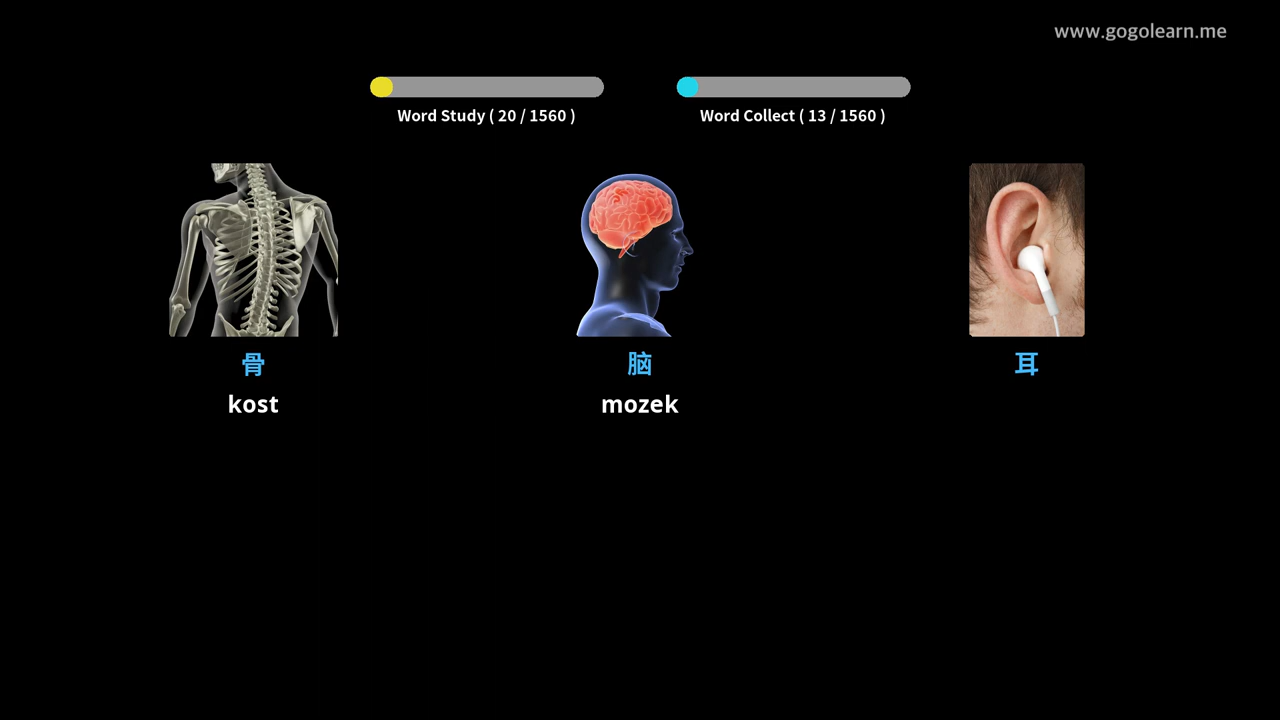 www.gogolearn.me
Word Study ( 20 / 1560 )
Word Collect ( 13 / 1560 )
骨
脑
耳
kost
mozek